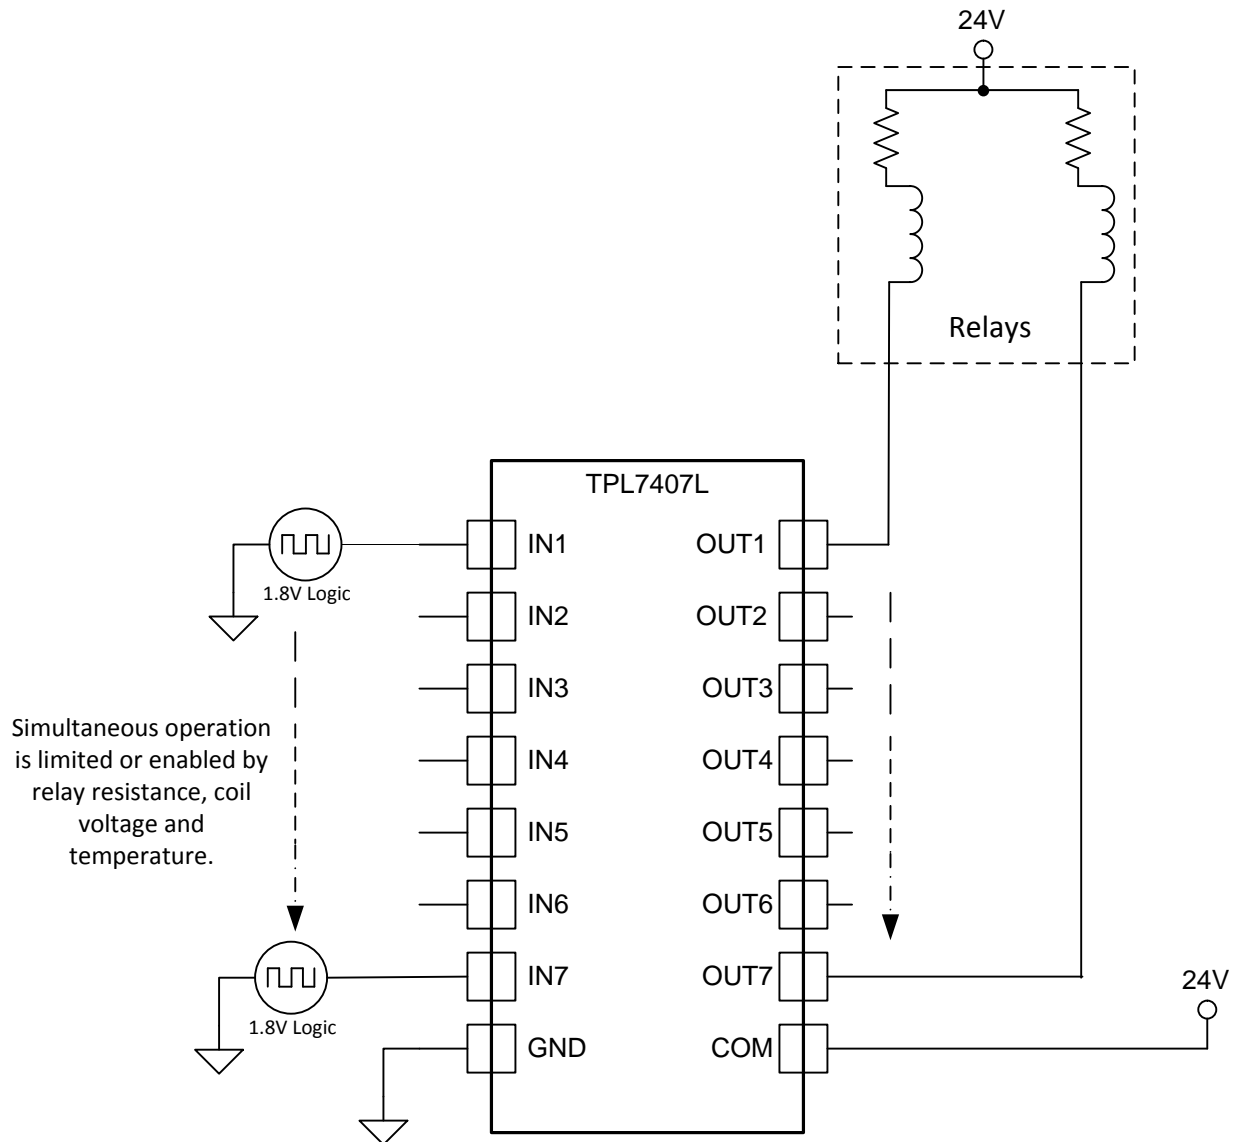 24V
Relays
TPL7407L
IN1
OUT1
1.8V Logic
IN2
OUT2
IN3
OUT3
Simultaneous operation
is limited or enabled by
relay resistance, coil
voltage and
temperature.
IN4
OUT4
IN5
OUT5
IN6
OUT6
IN7
OUT7
1.8V Logic
24V
GND
COM